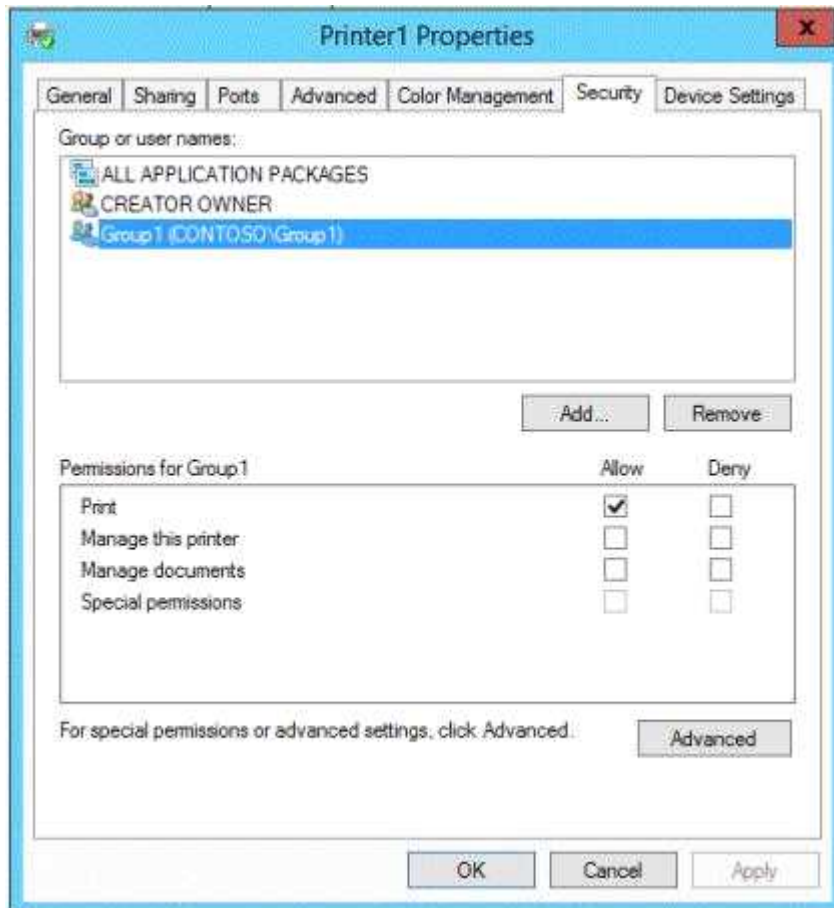 Printer1 Properties
x
General Sharing Ports Advanced Color Management Security Device Settings
Group or user names:
ALL APPLICATION PACKAGES
CREATOR OWNER
Group1 (CONTOSO\Group1)
Add... Remove
Permissions for Group1 Allow Deny
Print
Manage this printer
Manage documents
Special permissions
For special permissions or advanced settings, click Advanced.
Advanced
OK Cancel Apply